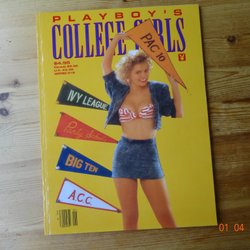 PLAYBOY'S
COLLEGE GIRLS
PAC 10
$4.95
IVY LEAGUE
BIG TEN
A.C.C.
01 04